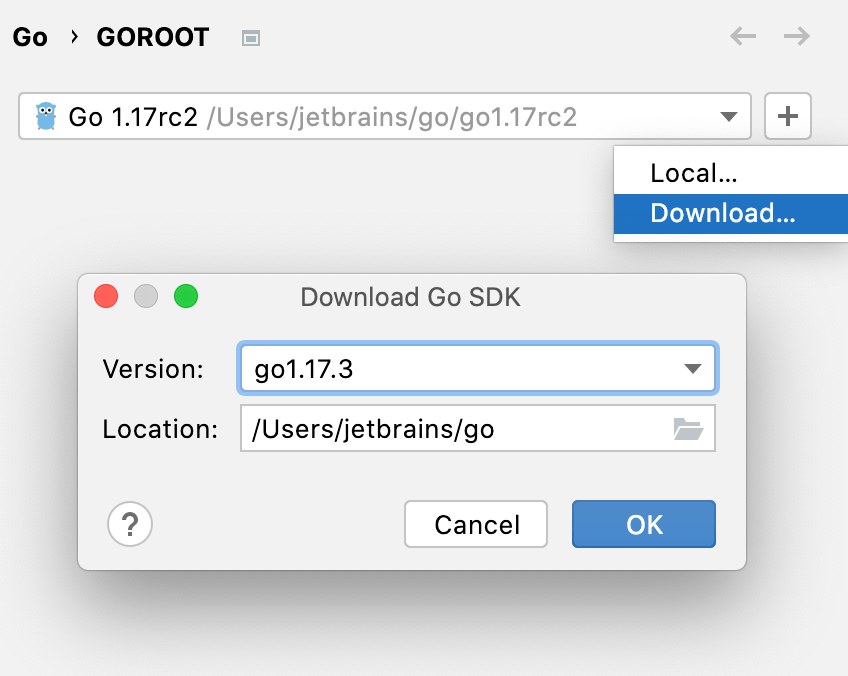 Go › GOROOT
Go 1.17rc2 /Users/jetbrains/go/go1.17rc2
Local...
Download...
Download Go SDK
Version: go1.17.3
Location: /Users/jetbrains/go
? Cancel OK